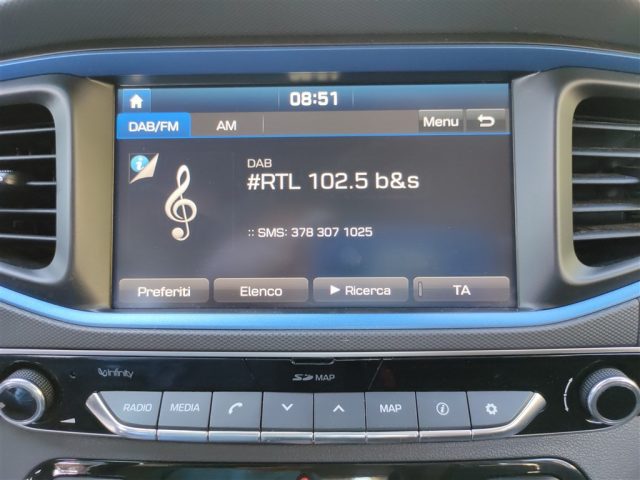 08:51
DAB/FM AM Menu
DAB
#RTL 102.5 b&s
:: SMS: 378 307 1025
Preferiti Elenco Ricerca TA
infinity
SD MAP
RADIO MEDIA MAP